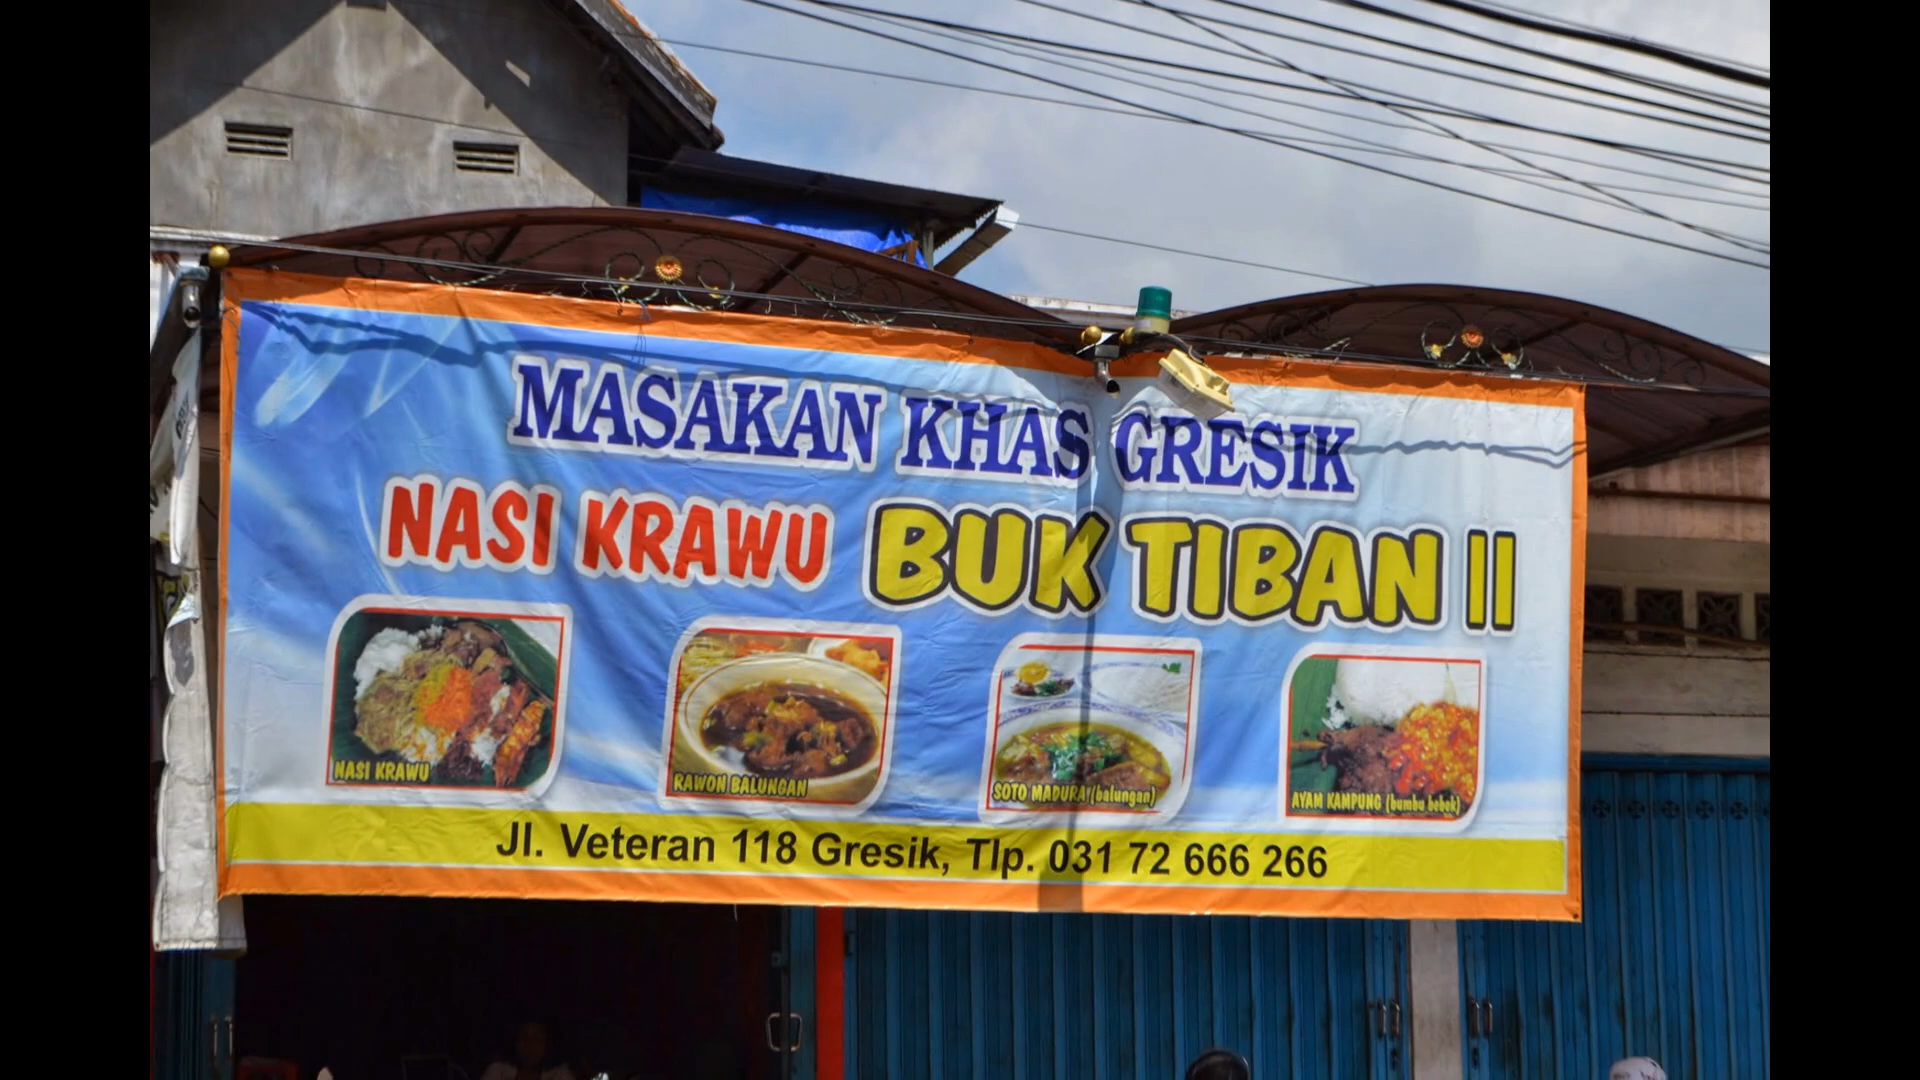 MASAKAN KHAS GRESIK
NASI KRAWU BUK TIBAN II
NASI KRAWU
RAWON BALUNGAN
SOTO MADURA (balungan)
AYAM KAMPUNG (bumbu bebek)
Jl. Veteran 118 Gresik, Tlp. 031 72 666 266